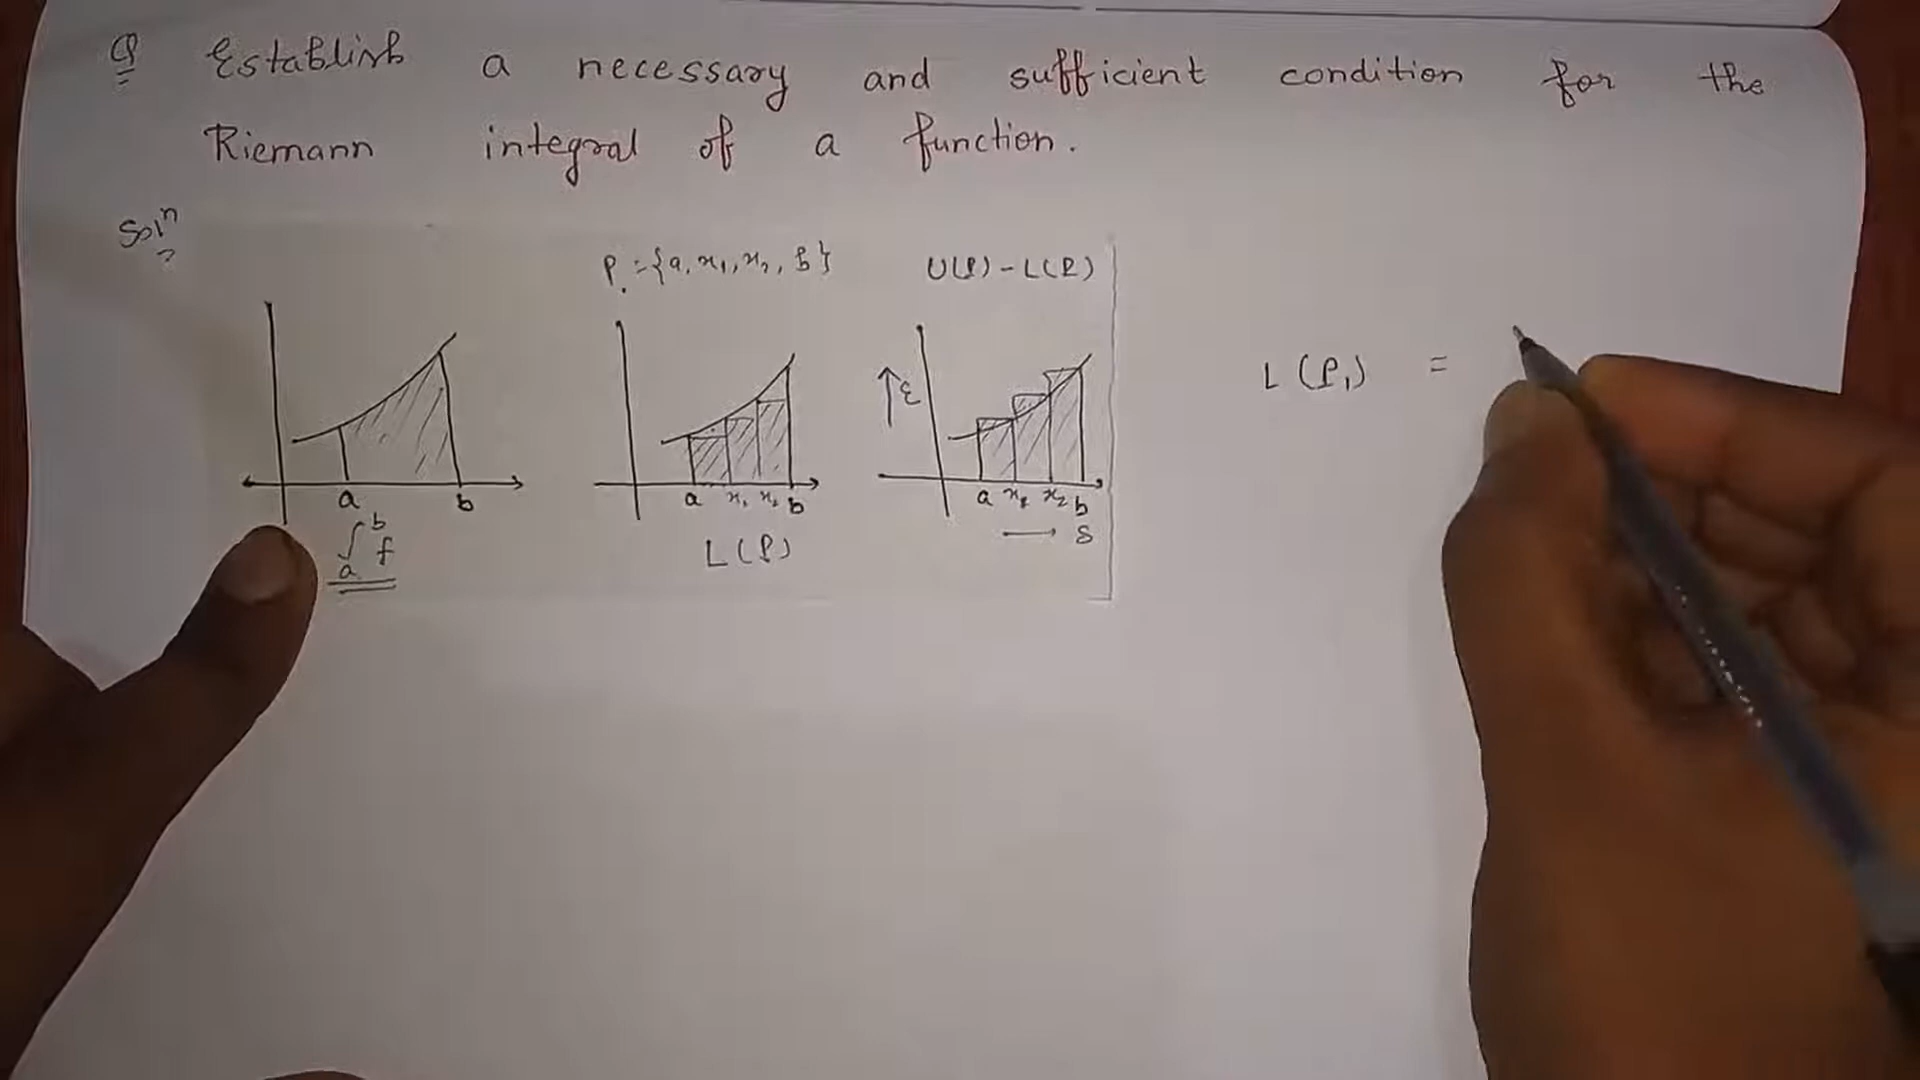 Q Establish a necessary and sufficient condition for the
Riemann integral of a function.
Solⁿ
P = {a, x₁, x₂, b}
U(P) - L(P)
L(P₁) =
ε
a b
a x₁ x₂ b
a x₁ x₂ b
∫ₐᵇ f
L(P)
δ